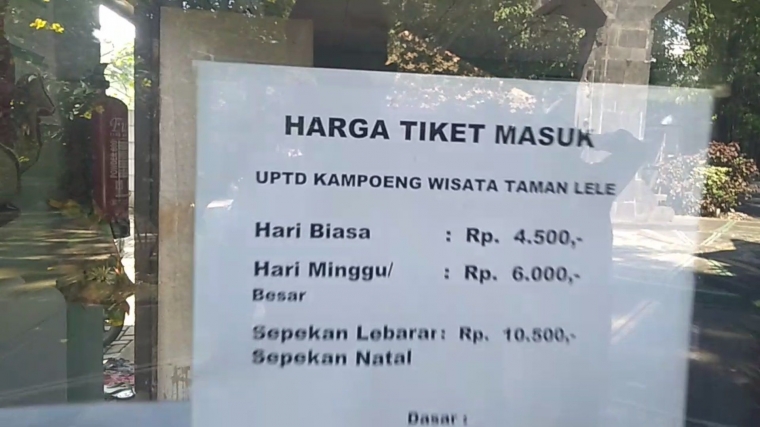 HARGA TIKET MASUK
UPTD KAMPOENG WISATA TAMAN LELE
Hari Biasa : Rp. 4.500,-
Hari Minggu/ : Rp. 6.000,-
Besar
Sepekan Lebaran: Rp. 10.500,-
Sepekan Natal
Dasar :